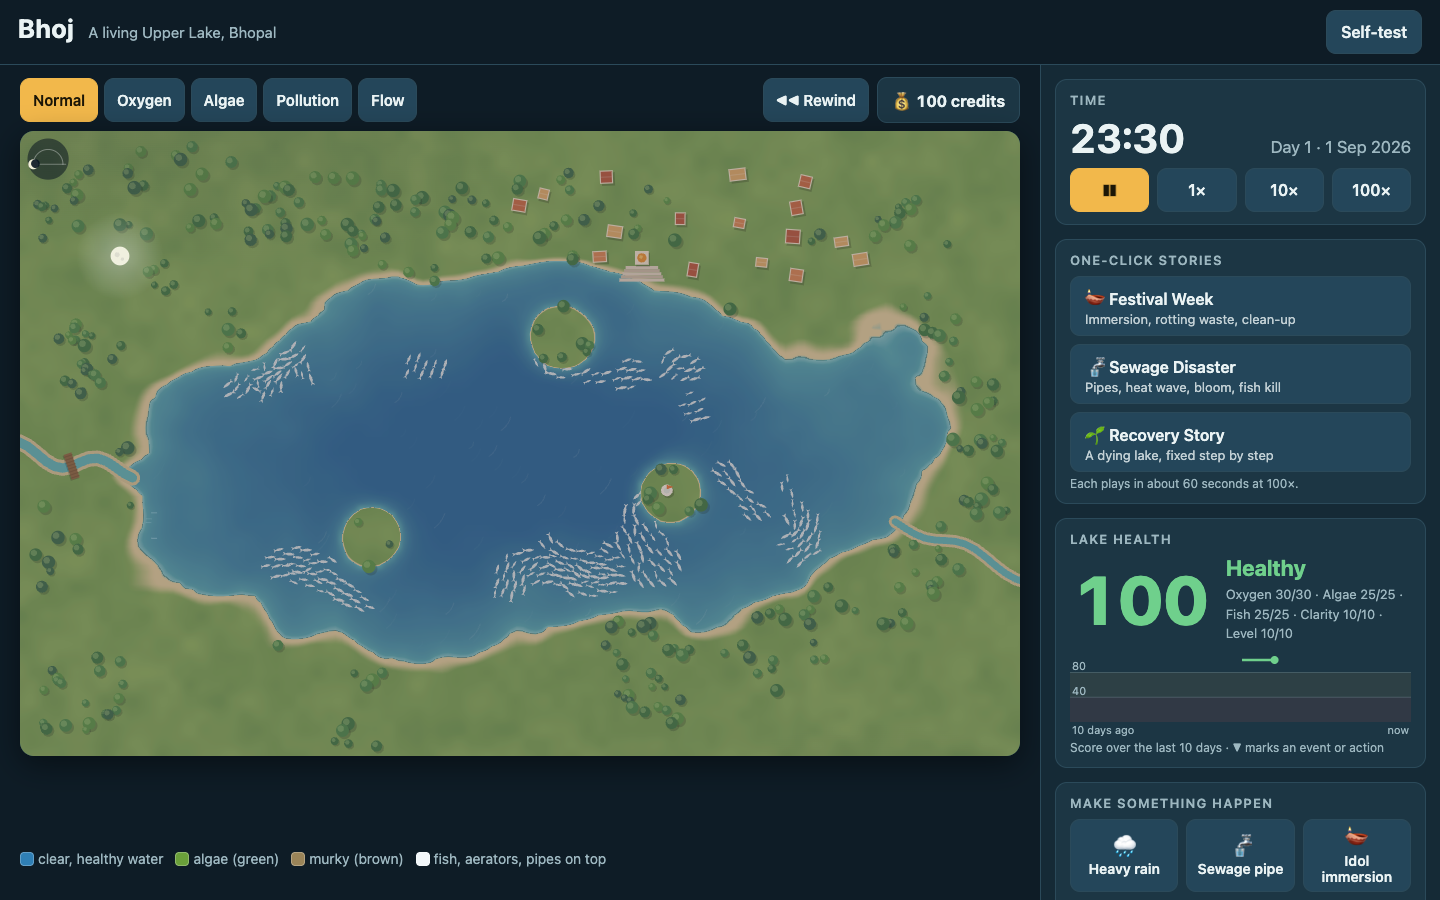 Bhoj
A living Upper Lake, Bhopal
Self-test
Normal
Oxygen
Algae
Pollution
Flow
◀◀ Rewind
💰 100 credits
TIME
23:30
Day 1 · 1 Sep 2026
1×
10×
100×
ONE-CLICK STORIES
Festival Week
Immersion, rotting waste, clean-up
Sewage Disaster
Pipes, heat wave, bloom, fish kill
Recovery Story
A dying lake, fixed step by step
Each plays in about 60 seconds at 100×.
LAKE HEALTH
100
Healthy
Oxygen 30/30 · Algae 25/25 ·
Fish 25/25 · Clarity 10/10 ·
Level 10/10
80
40
10 days ago
now
Score over the last 10 days · ▼ marks an event or action
MAKE SOMETHING HAPPEN
Heavy rain
Sewage pipe
Idol
immersion
clear, healthy water
algae (green)
murky (brown)
fish, aerators, pipes on top